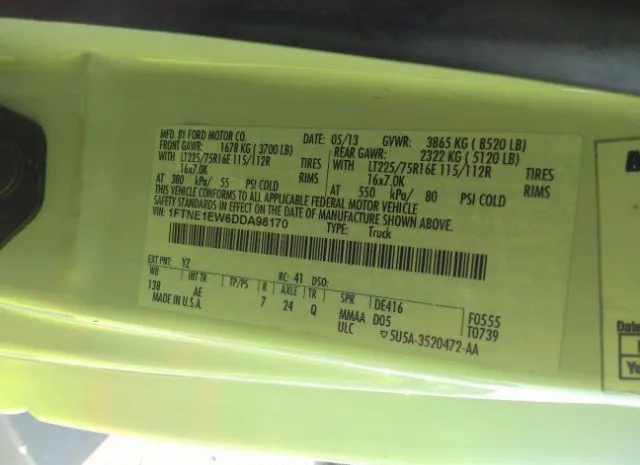 MFD. BY FORD MOTOR CO. DATE: 05/13 GVWR: 3865 KG ( 8520 LB)
FRONT GAWR: 1678 KG ( 3700 LB) REAR GAWR: 2322 KG ( 5120 LB)
WITH LT225/75R16E 115/112R TIRES WITH LT225/75R16E 115/112R TIRES
16x7.0K RIMS 16x7.0K RIMS
AT 380 kPa/ 55 PSI COLD AT 550 kPa/ 80 PSI COLD
THIS VEHICLE CONFORMS TO ALL APPLICABLE FEDERAL MOTOR VEHICLE
SAFETY STANDARDS IN EFFECT ON THE DATE OF MANUFACTURE SHOWN ABOVE.
VIN: 1FTNE1EW6DDA98170 TYPE: Truck
EXT PNT: YZ RC: 41 DSO:
WB INT TR TP/PS R AXLE TR SPR DE416 F0555
138 AE 7 24 Q MMAA D05 T0739
MADE IN U.S.A. ULC ▽5U5A-3520472-AA
Date